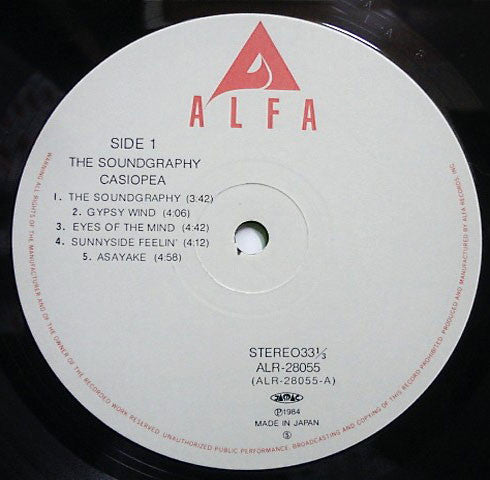 ALFA
SIDE 1
THE SOUNDGRAPHY
CASIOPEA
1. THE SOUNDGRAPHY (3:42)
2. GYPSY WIND (4:06)
3. EYES OF THE MIND (4:42)
4. SUNNYSIDE FEELIN' (4:12)
5. ASAYAKE (4:58)
STEREO 33⅓
ALR-28055
(ALR-28055-A)
Ⓟ1984
MADE IN JAPAN
Ⓢ
WARNING: ALL RIGHTS OF THE MANUFACTURER AND OF THE OWNER OF THE RECORDED WORK RESERVED. UNAUTHORIZED PUBLIC PERFORMANCE, BROADCASTING AND COPYING OF THIS RECORD PROHIBITED. PRODUCED AND MANUFACTURED BY ALFA RECORDS, INC.